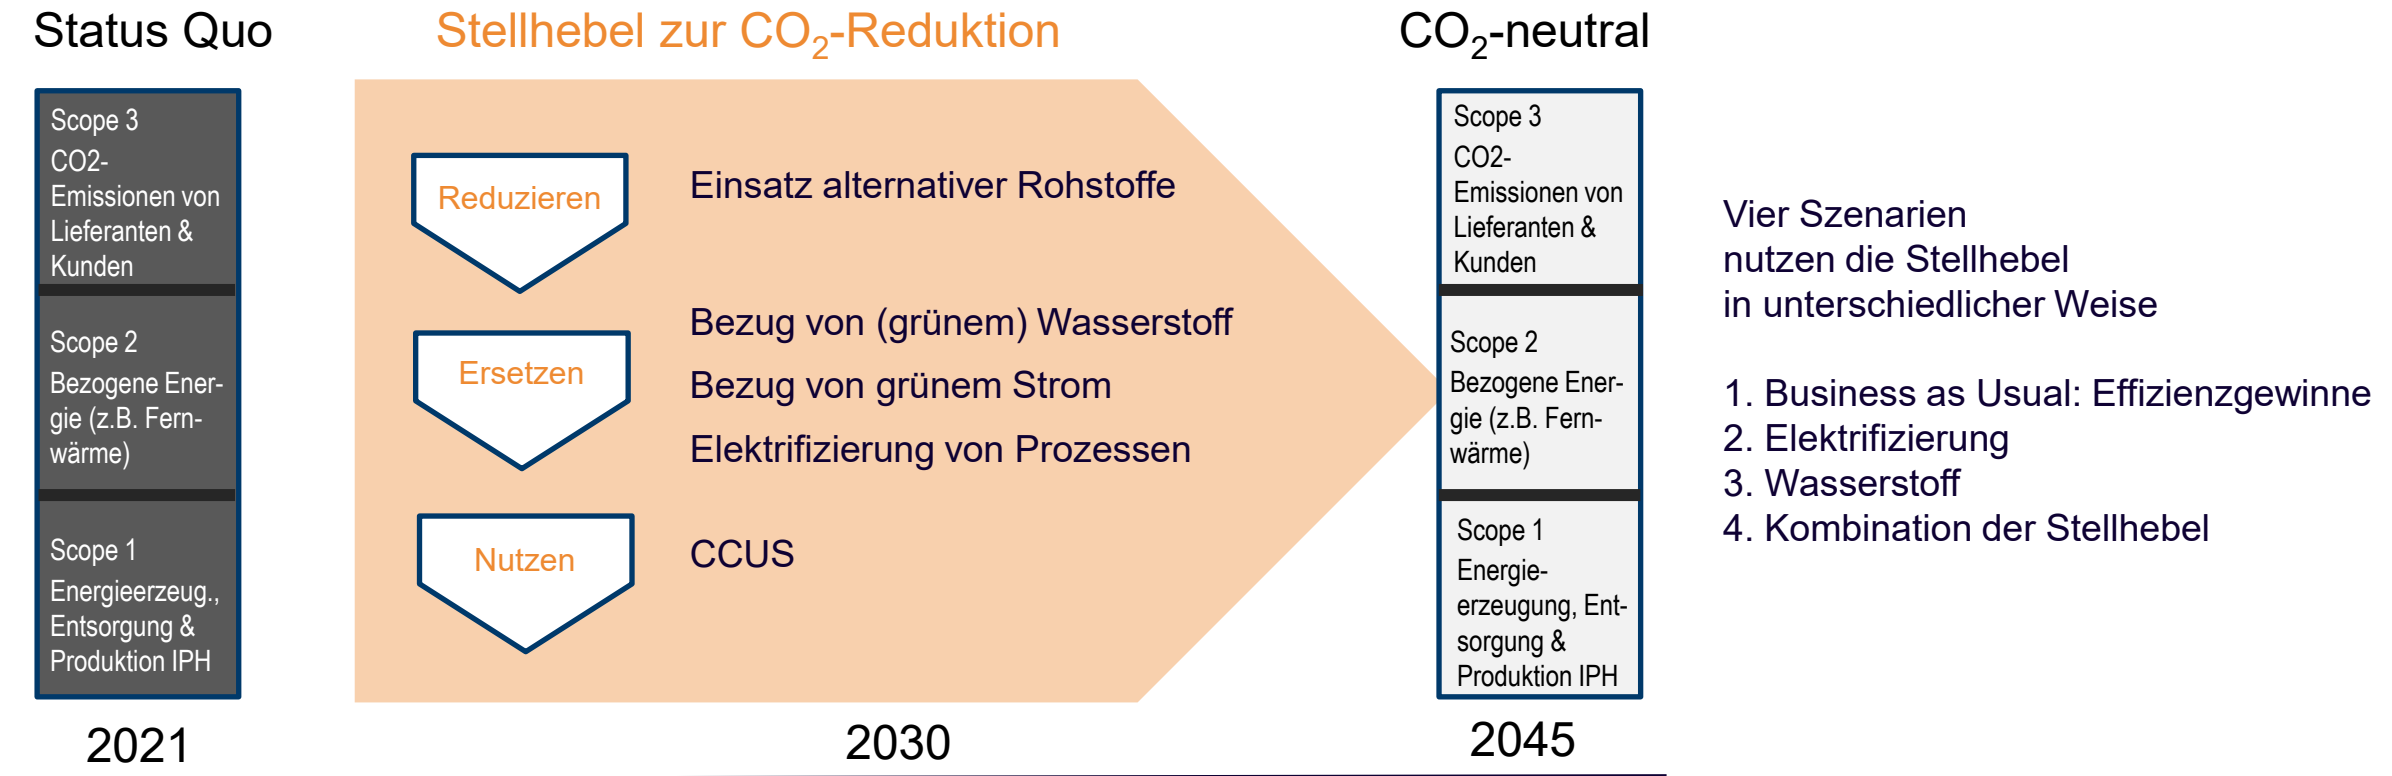 Status Quo
Stellhebel zur CO₂-Reduktion
CO₂-neutral
Scope 3
CO2-
Emissionen von
Lieferanten &
Kunden
Scope 2
Bezogene Ener-
gie (z.B. Fern-
wärme)
Scope 1
Energieerzeug.,
Entsorgung &
Produktion IPH
2021
Reduzieren
Einsatz alternativer Rohstoffe
Ersetzen
Bezug von (grünem) Wasserstoff
Bezug von grünem Strom
Elektrifizierung von Prozessen
Nutzen
CCUS
2030
Scope 3
CO2-
Emissionen von
Lieferanten &
Kunden
Scope 2
Bezogene Ener-
gie (z.B. Fern-
wärme)
Scope 1
Energie-
erzeugung, Ent-
sorgung &
Produktion IPH
2045
Vier Szenarien
nutzen die Stellhebel
in unterschiedlicher Weise
1. Business as Usual: Effizienzgewinne
2. Elektrifizierung
3. Wasserstoff
4. Kombination der Stellhebel